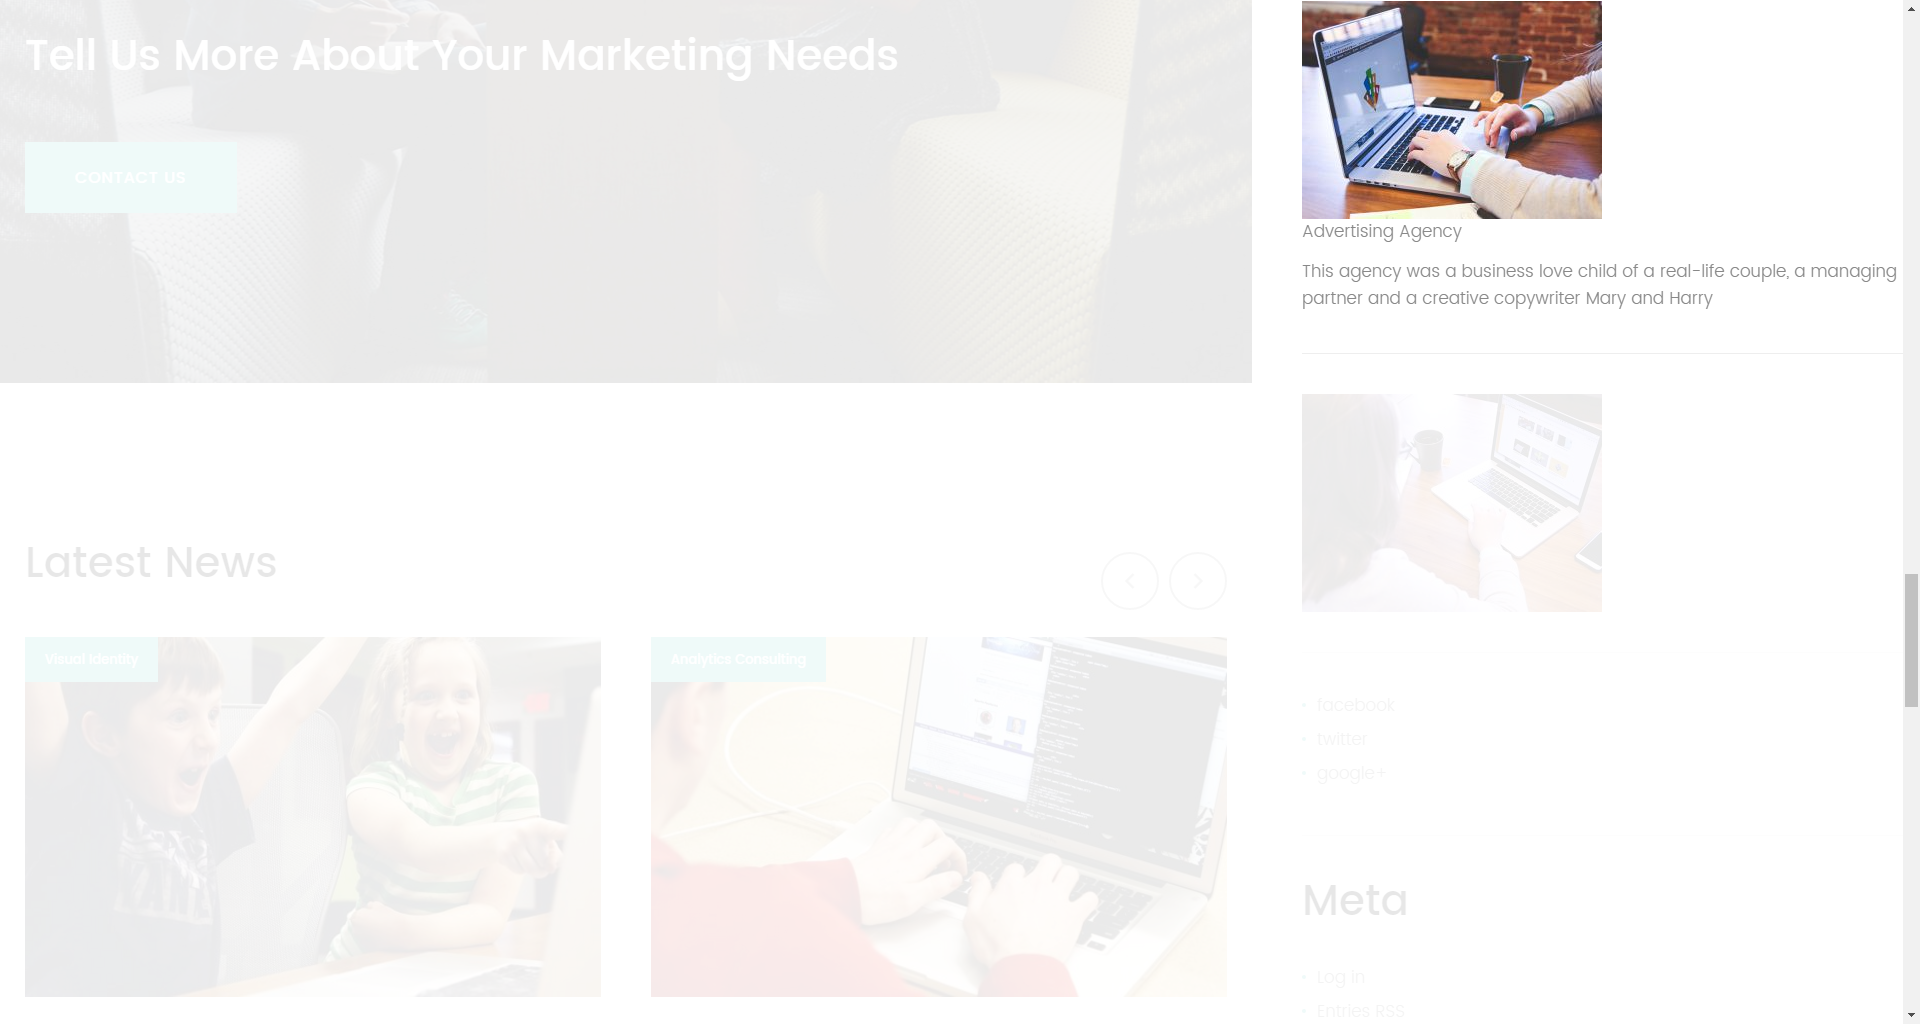 Tell Us More About Your Marketing Needs
CONTACT US
Latest News
Visual Identity
Analytics Consulting
Advertising Agency
This agency was a business love child of a real-life couple, a managing
partner and a creative copywriter Mary and Harry
facebook
twitter
google+
Meta
Log in
Entries RSS